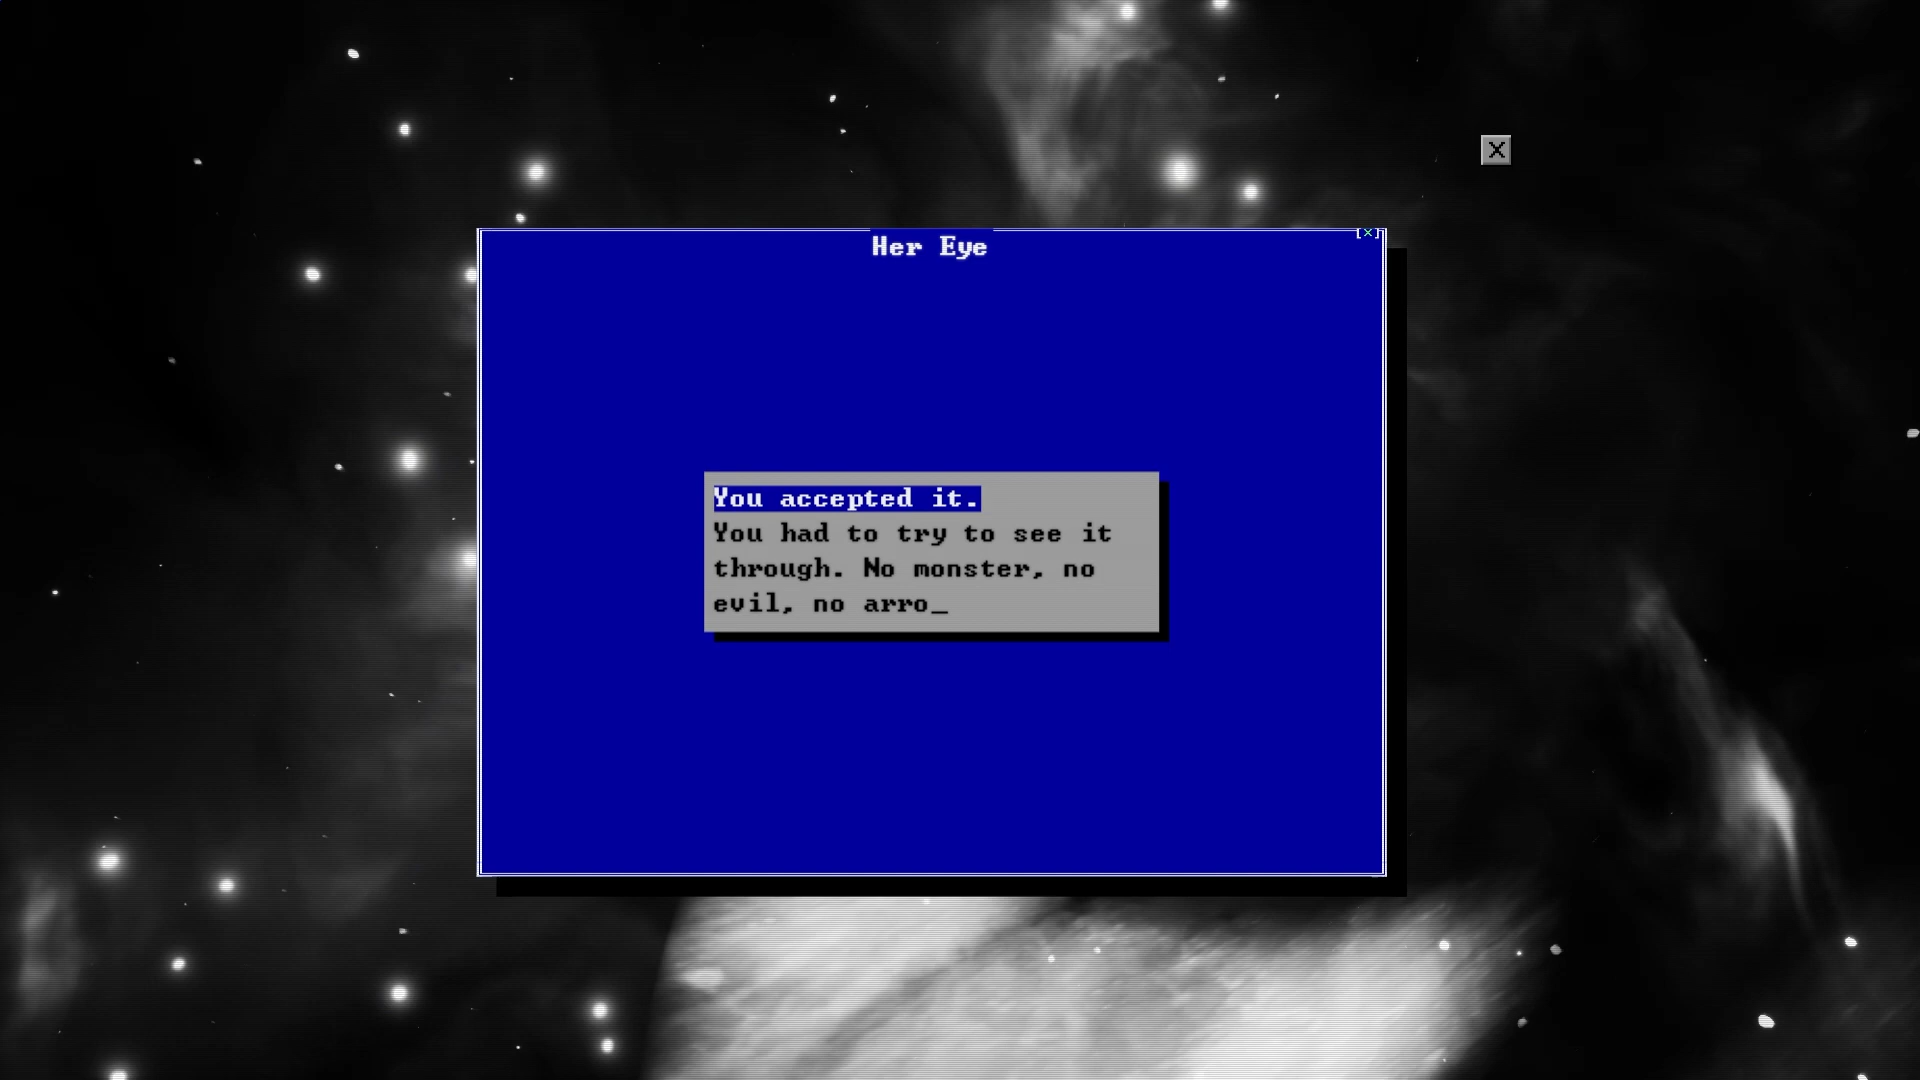 Her Eye
[×]
X
You accepted it.
You had to try to see it
through. No monster, no
evil, no arro_